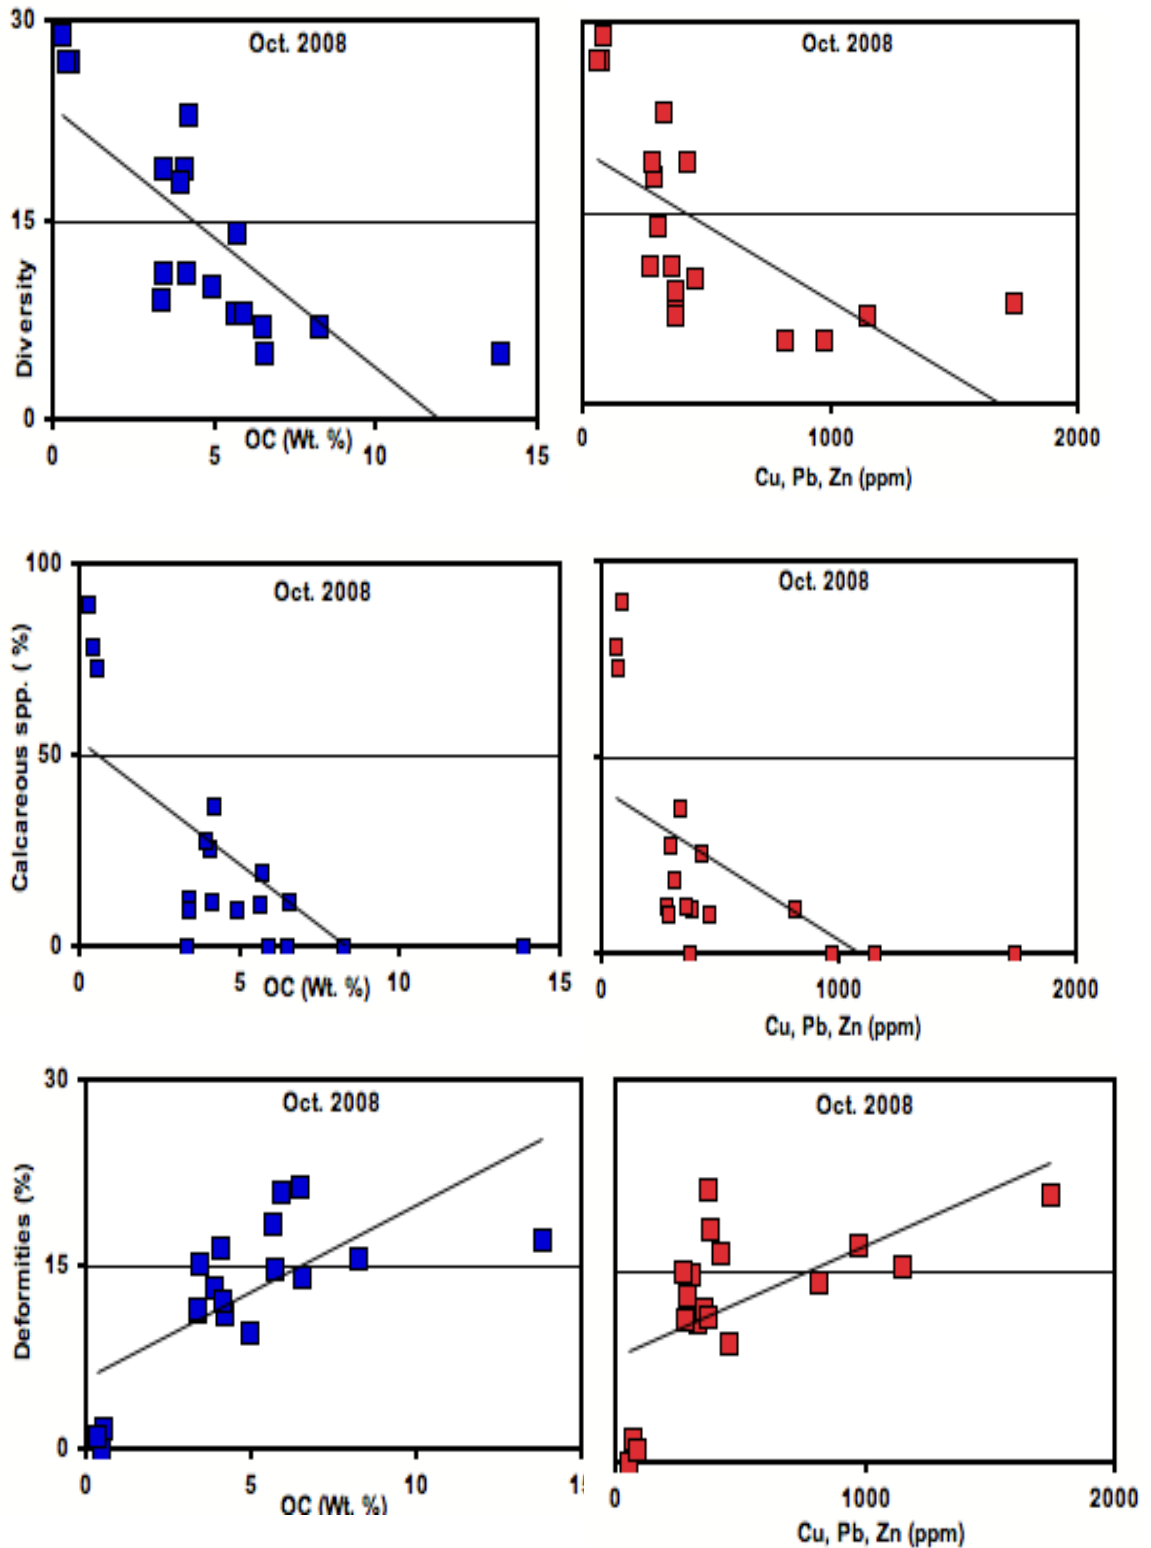 30
Oct. 2008
Oct. 2008
15
Diversity
0
0
5
OC (Wt. %)
10
15
0
1000
2000
Cu, Pb, Zn (ppm)
100
Oct. 2008
Oct. 2008
Calcareous spp. ( %)
50
0
0
5
OC (Wt. %)
10
15
0
1000
2000
Cu, Pb, Zn (ppm)
30
Oct. 2008
Oct. 2008
Deformities (%)
15
0
0
5
OC (Wt. %)
10
0
1000
2000
Cu, Pb, Zn (ppm)